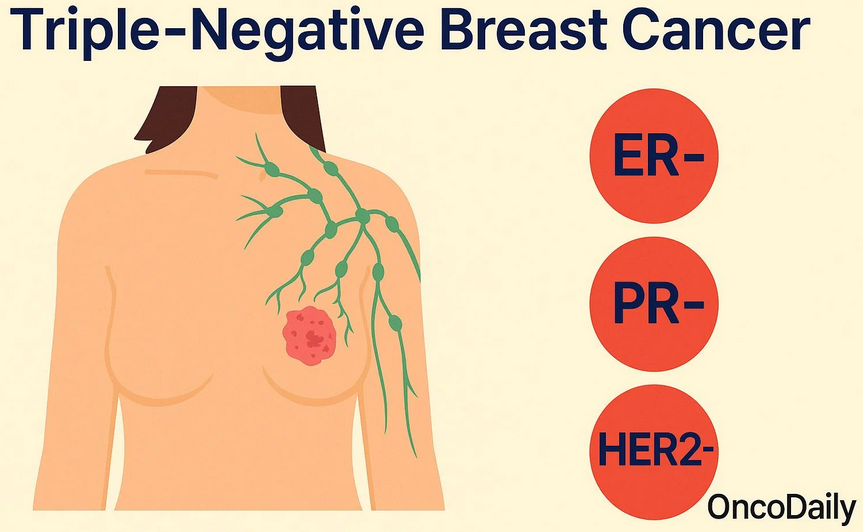 Triple-Negative Breast Cancer
ER-
PR-
HER2-
OncoDaily